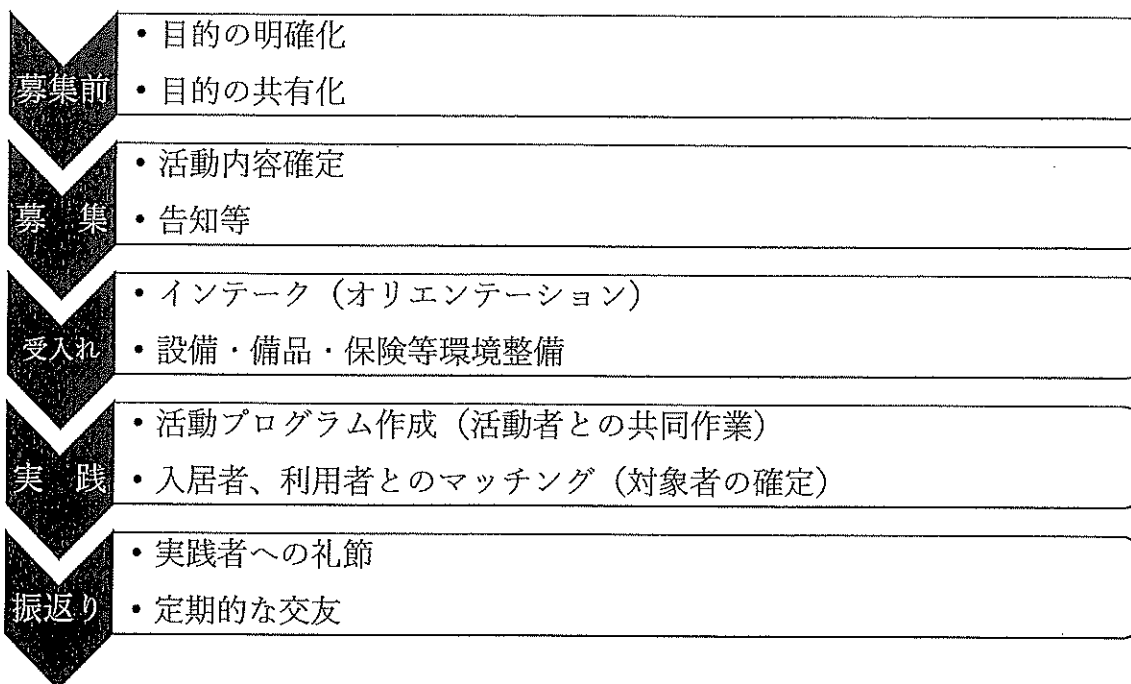 募集前
・目的の明確化
・目的の共有化
募 集
・活動内容確定
・告知等
受入れ
・インテーク（オリエンテーション）
・設備・備品・保険等環境整備
実 践
・活動プログラム作成（活動者との共同作業）
・入居者、利用者とのマッチング（対象者の確定）
振返り
・実践者への礼節
・定期的な交友